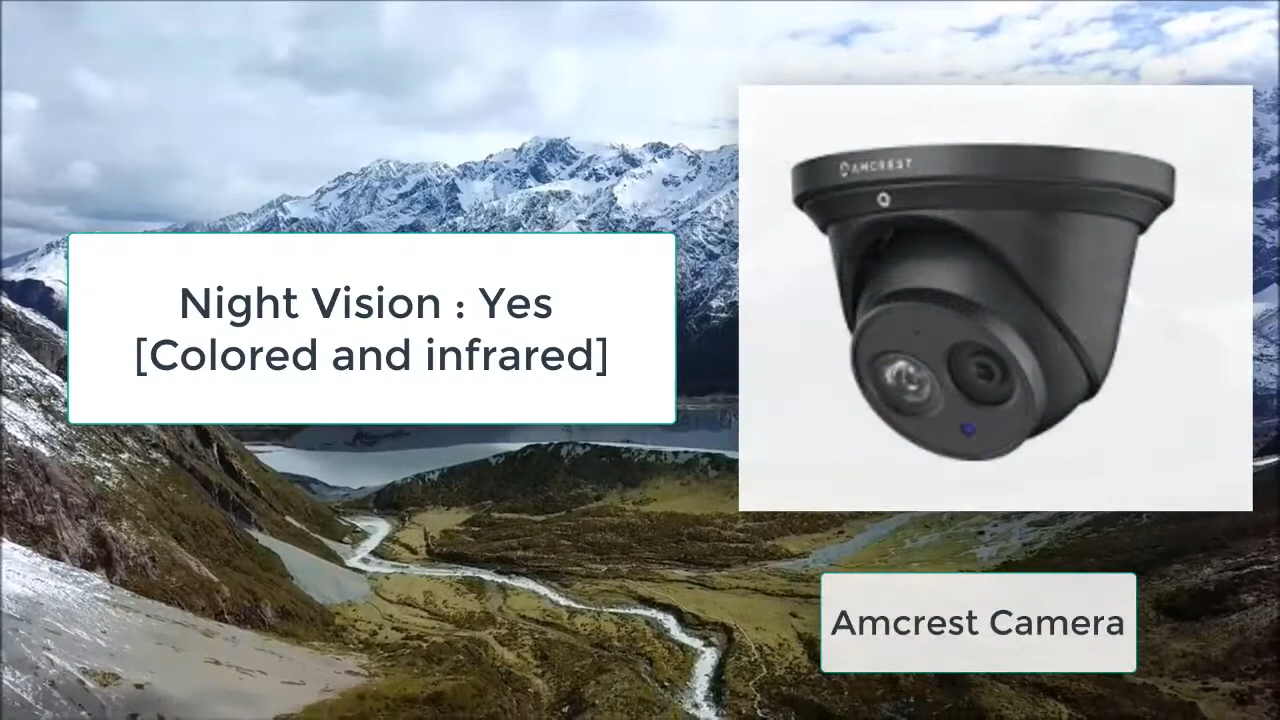 AMCREST
Night Vision : Yes
[Colored and infrared]
Amcrest Camera